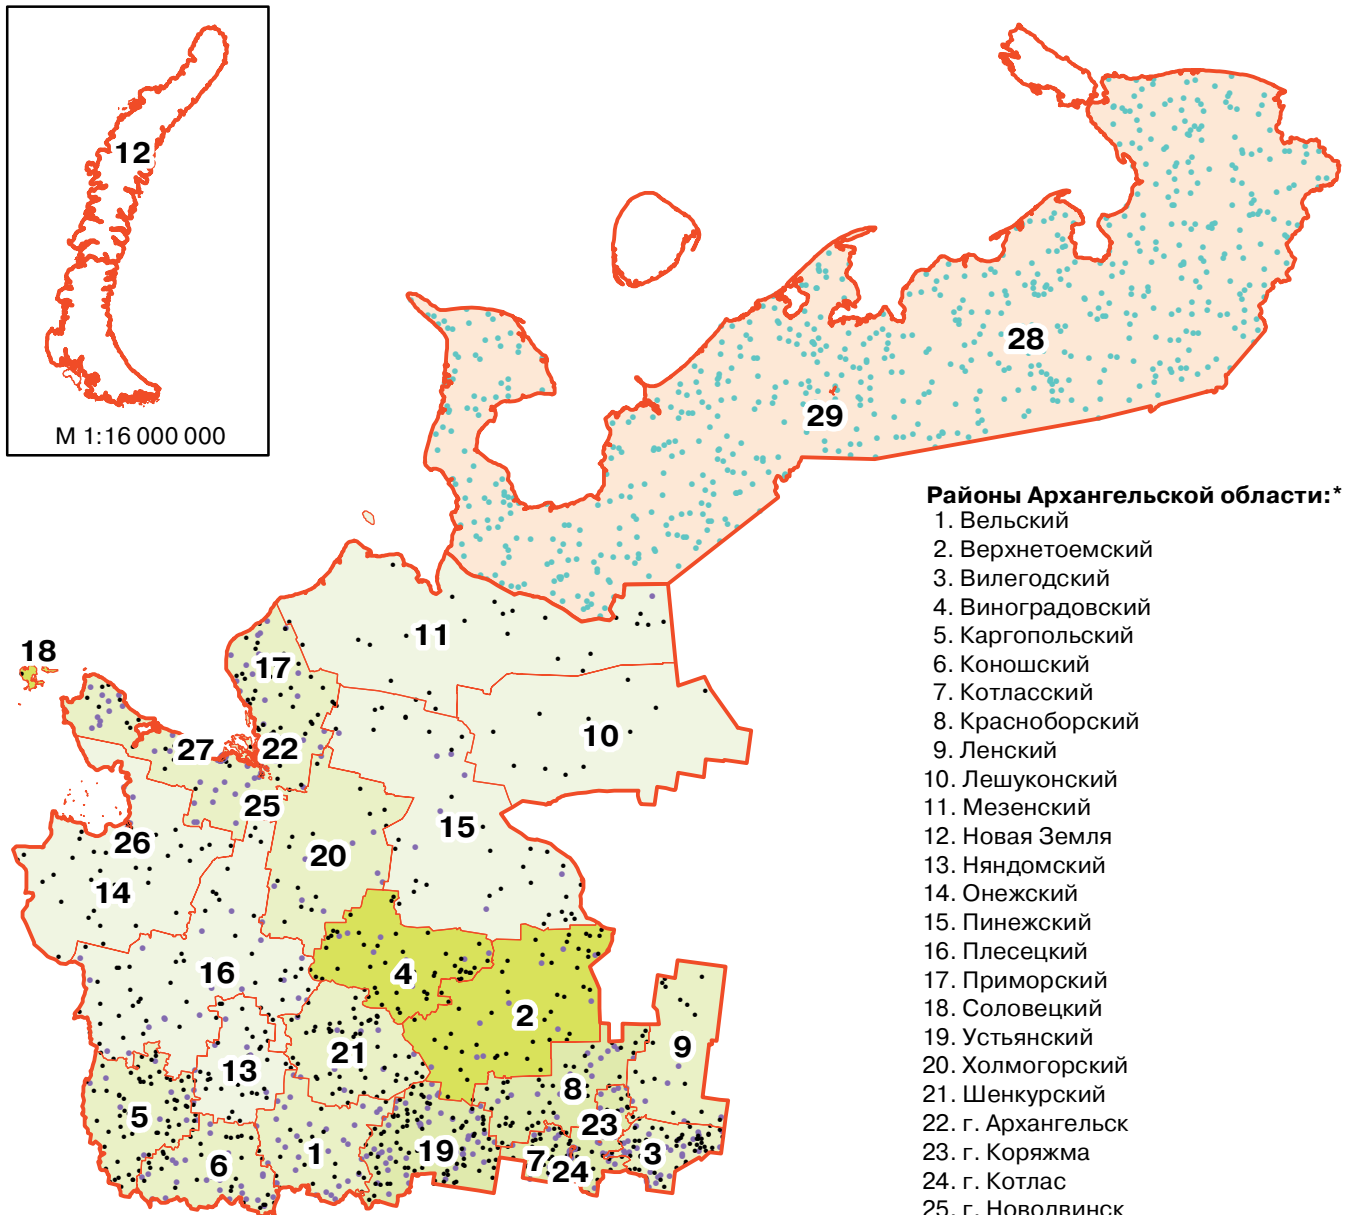 12
М 1:16 000 000
28
29
18
17
11
27
22
10
25
26
20
15
14
16
4
2
21
9
13
8
5
23
6
1
19
7
24
3
Районы Архангельской области:*
1. Вельский
2. Верхнетоемский
3. Вилегодский
4. Виноградовский
5. Каргопольский
6. Коношский
7. Котласский
8. Красноборский
9. Ленский
10. Лешуконский
11. Мезенский
12. Новая Земля
13. Няндомский
14. Онежский
15. Пинежский
16. Плесецкий
17. Приморский
18. Соловецкий
19. Устьянский
20. Холмогорский
21. Шенкурский
22. г. Архангельск
23. г. Коряжма
24. г. Котлас
25. г. Новодвинск